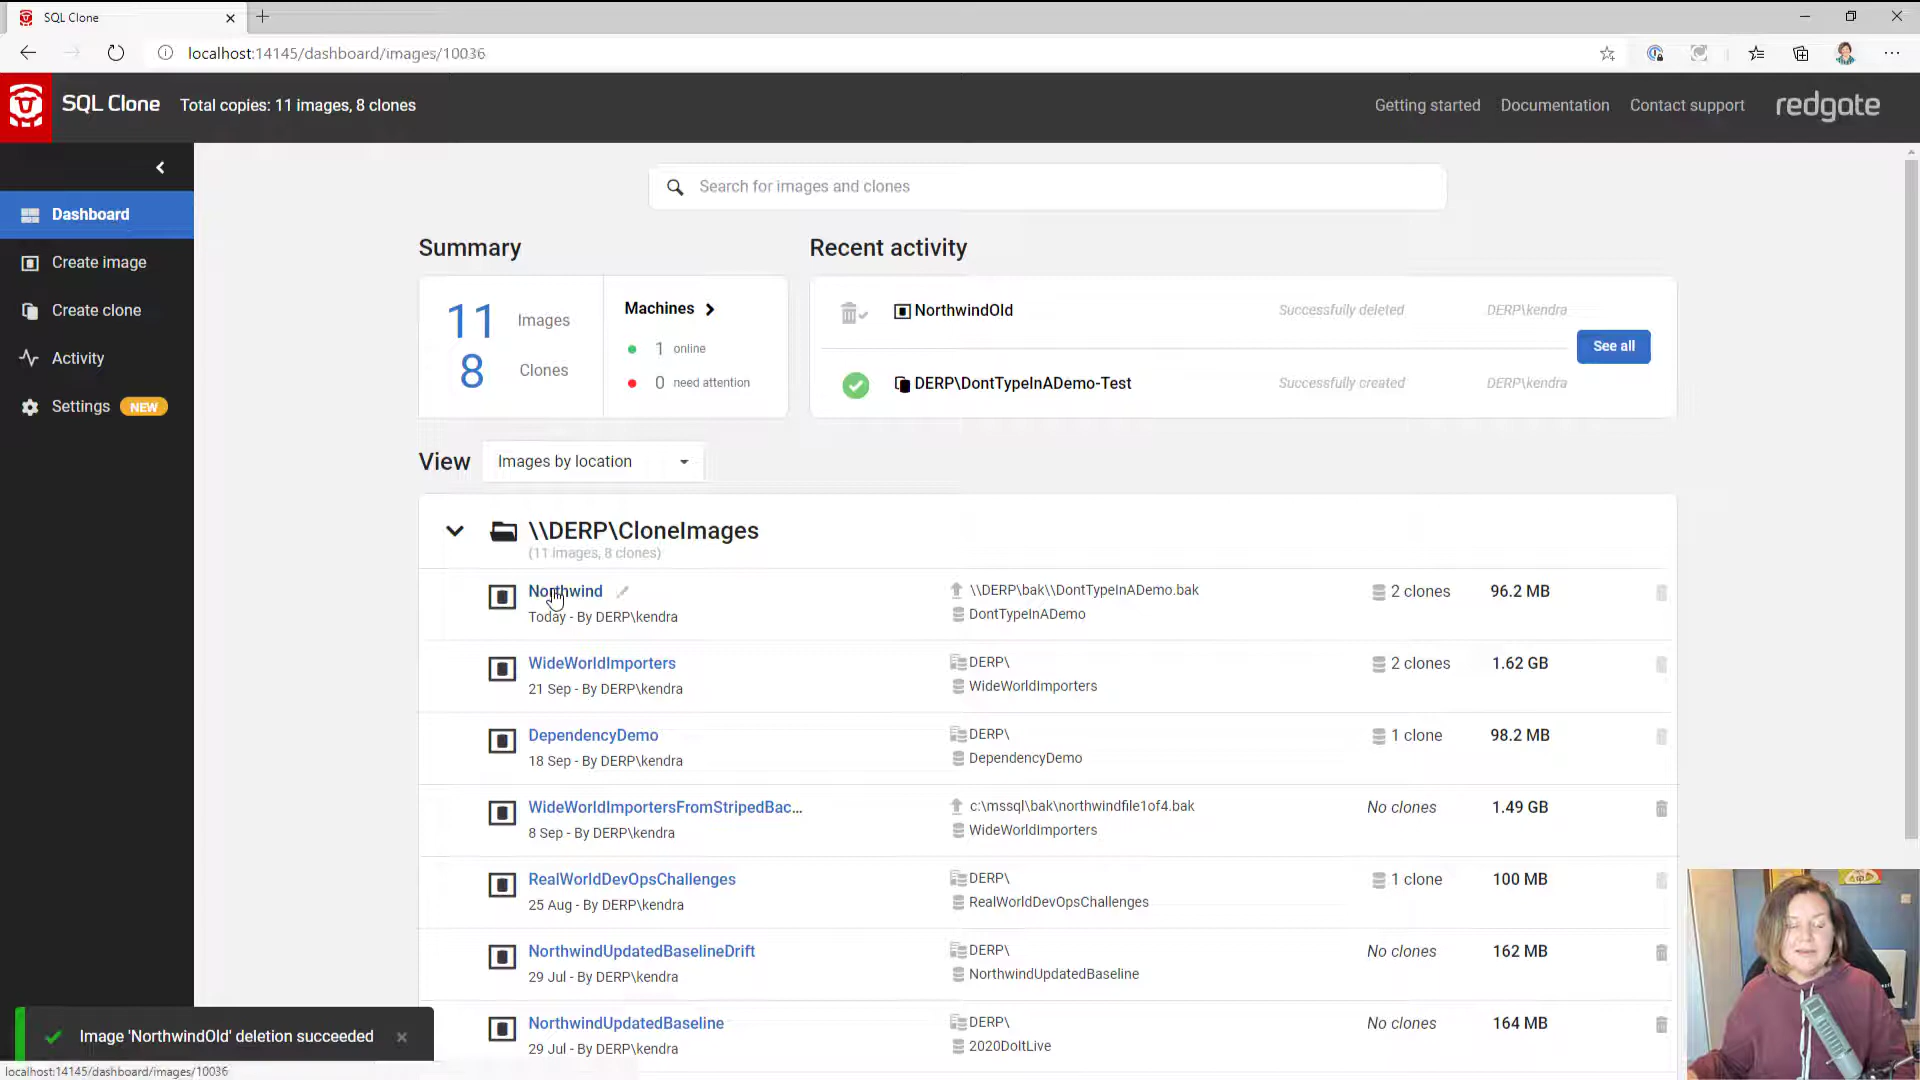 SQL Clone
localhost:14145/dashboard/images/10036
SQL Clone
Total copies: 11 images, 8 clones
Getting started
Documentation
Contact support
redgate
Dashboard
Create image
Create clone
Activity
Settings
NEW
Search for images and clones
Summary
11 Images
8 Clones
Machines
1 online
0 need attention
Recent activity
NorthwindOld
Successfully deleted
DERP\kendra
See all
DERP\DontTypeInADemo-Test
Successfully created
DERP\kendra
View
Images by location
\\DERP\CloneImages
(11 images, 8 clones)
Northwind
Today - By DERP\kendra
\\DERP\bak\\DontTypeInADemo.bak
DontTypeInADemo
2 clones
96.2 MB
WideWorldImporters
21 Sep - By DERP\kendra
DERP\
WideWorldImporters
2 clones
1.62 GB
DependencyDemo
18 Sep - By DERP\kendra
DERP\
DependencyDemo
1 clone
98.2 MB
WideWorldImportersFromStripedBac...
8 Sep - By DERP\kendra
c:\mssql\bak\northwindfile1of4.bak
WideWorldImporters
No clones
1.49 GB
RealWorldDevOpsChallenges
25 Aug - By DERP\kendra
DERP\
RealWorldDevOpsChallenges
1 clone
100 MB
NorthwindUpdatedBaselineDrift
29 Jul - By DERP\kendra
DERP\
NorthwindUpdatedBaseline
No clones
162 MB
NorthwindUpdatedBaseline
29 Jul - By DERP\kendra
DERP\
2020DoItLive
No clones
164 MB
Image 'NorthwindOld' deletion succeeded
localhost:14145/dashboard/images/10036